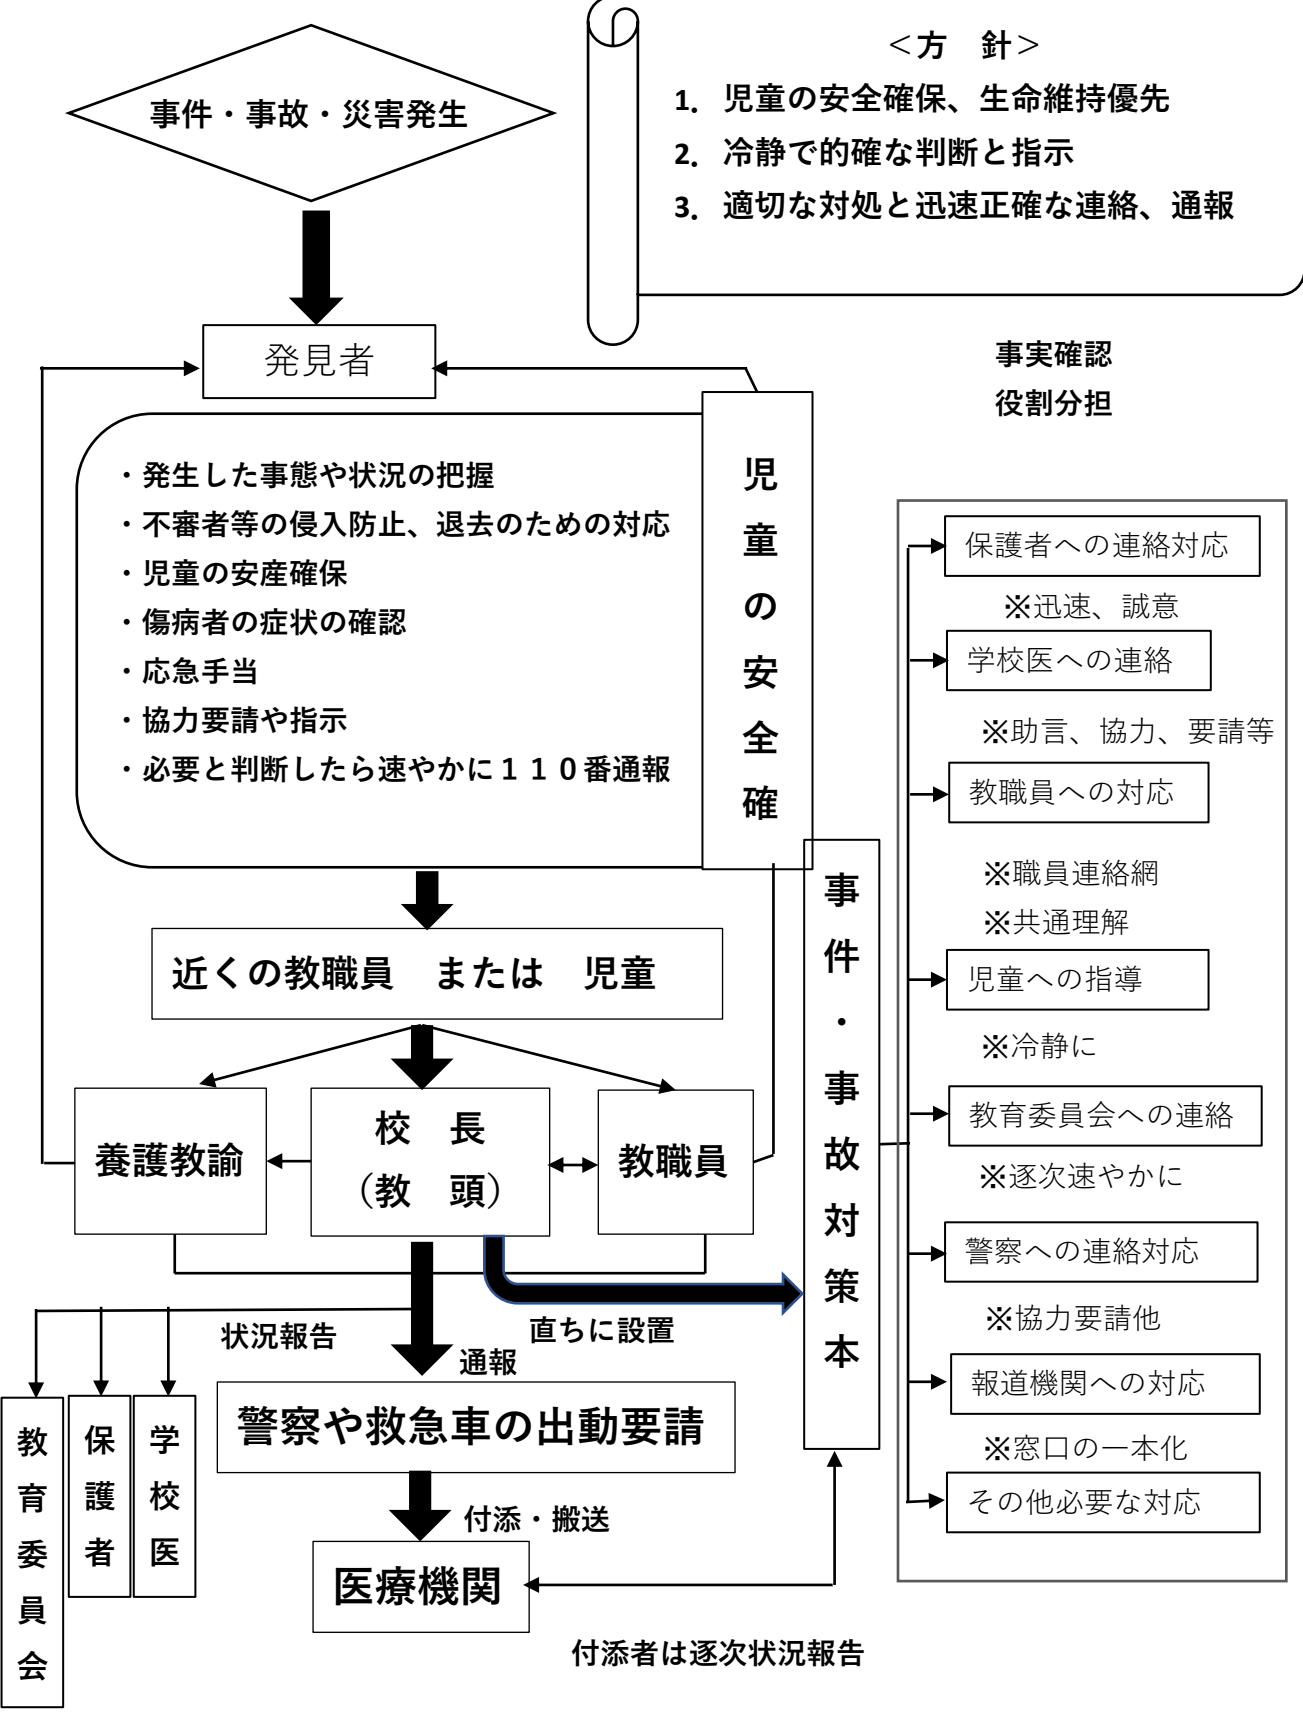 事件・事故・災害発生
＜方　針＞
1. 児童の安全確保、生命維持優先
2. 冷静で的確な判断と指示
3. 適切な対処と迅速正確な連絡、通報
発見者
事実確認
役割分担
・発生した事態や状況の把握
・不審者等の侵入防止、退去のための対応
・児童の安産確保
・傷病者の症状の確認
・応急手当
・協力要請や指示
・必要と判断したら速やかに１１０番通報
児童の安全確
近くの教職員　または　児童
養護教諭
校　長
（教　頭）
教職員
事件・事故対策本
状況報告
直ちに設置
通報
警察や救急車の出動要請
教育委員会
保護者
学校医
付添・搬送
医療機関
付添者は逐次状況報告
保護者への連絡対応
※迅速、誠意
学校医への連絡
※助言、協力、要請等
教職員への対応
※職員連絡網
※共通理解
児童への指導
※冷静に
教育委員会への連絡
※逐次速やかに
警察への連絡対応
※協力要請他
報道機関への対応
※窓口の一本化
その他必要な対応